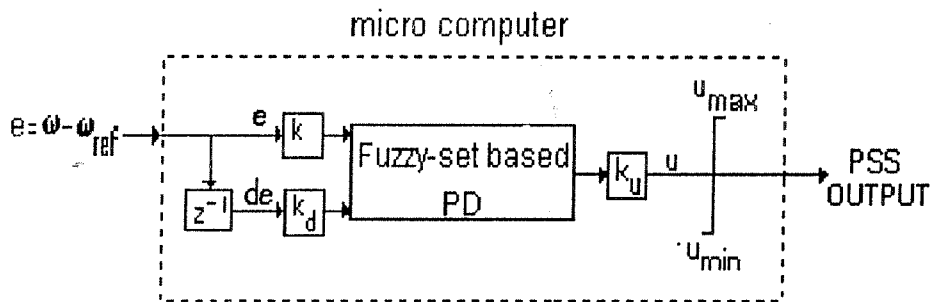 micro computer
e = ω - ω_ref
e
k
z⁻¹
de
k_d
Fuzzy-set based
PD
k_u
u
u_max
u_min
PSS
OUTPUT